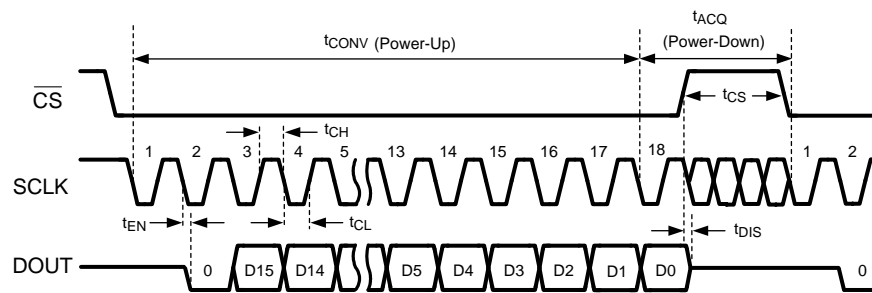 tCONV (Power-Up)
tACQ
(Power-Down)
CS
tCS
tCH
1 2 3 4 5 13 14 15 16 17 18 1 2
SCLK
tEN
tCL
tDIS
DOUT
0 D15 D14 D5 D4 D3 D2 D1 D0 0